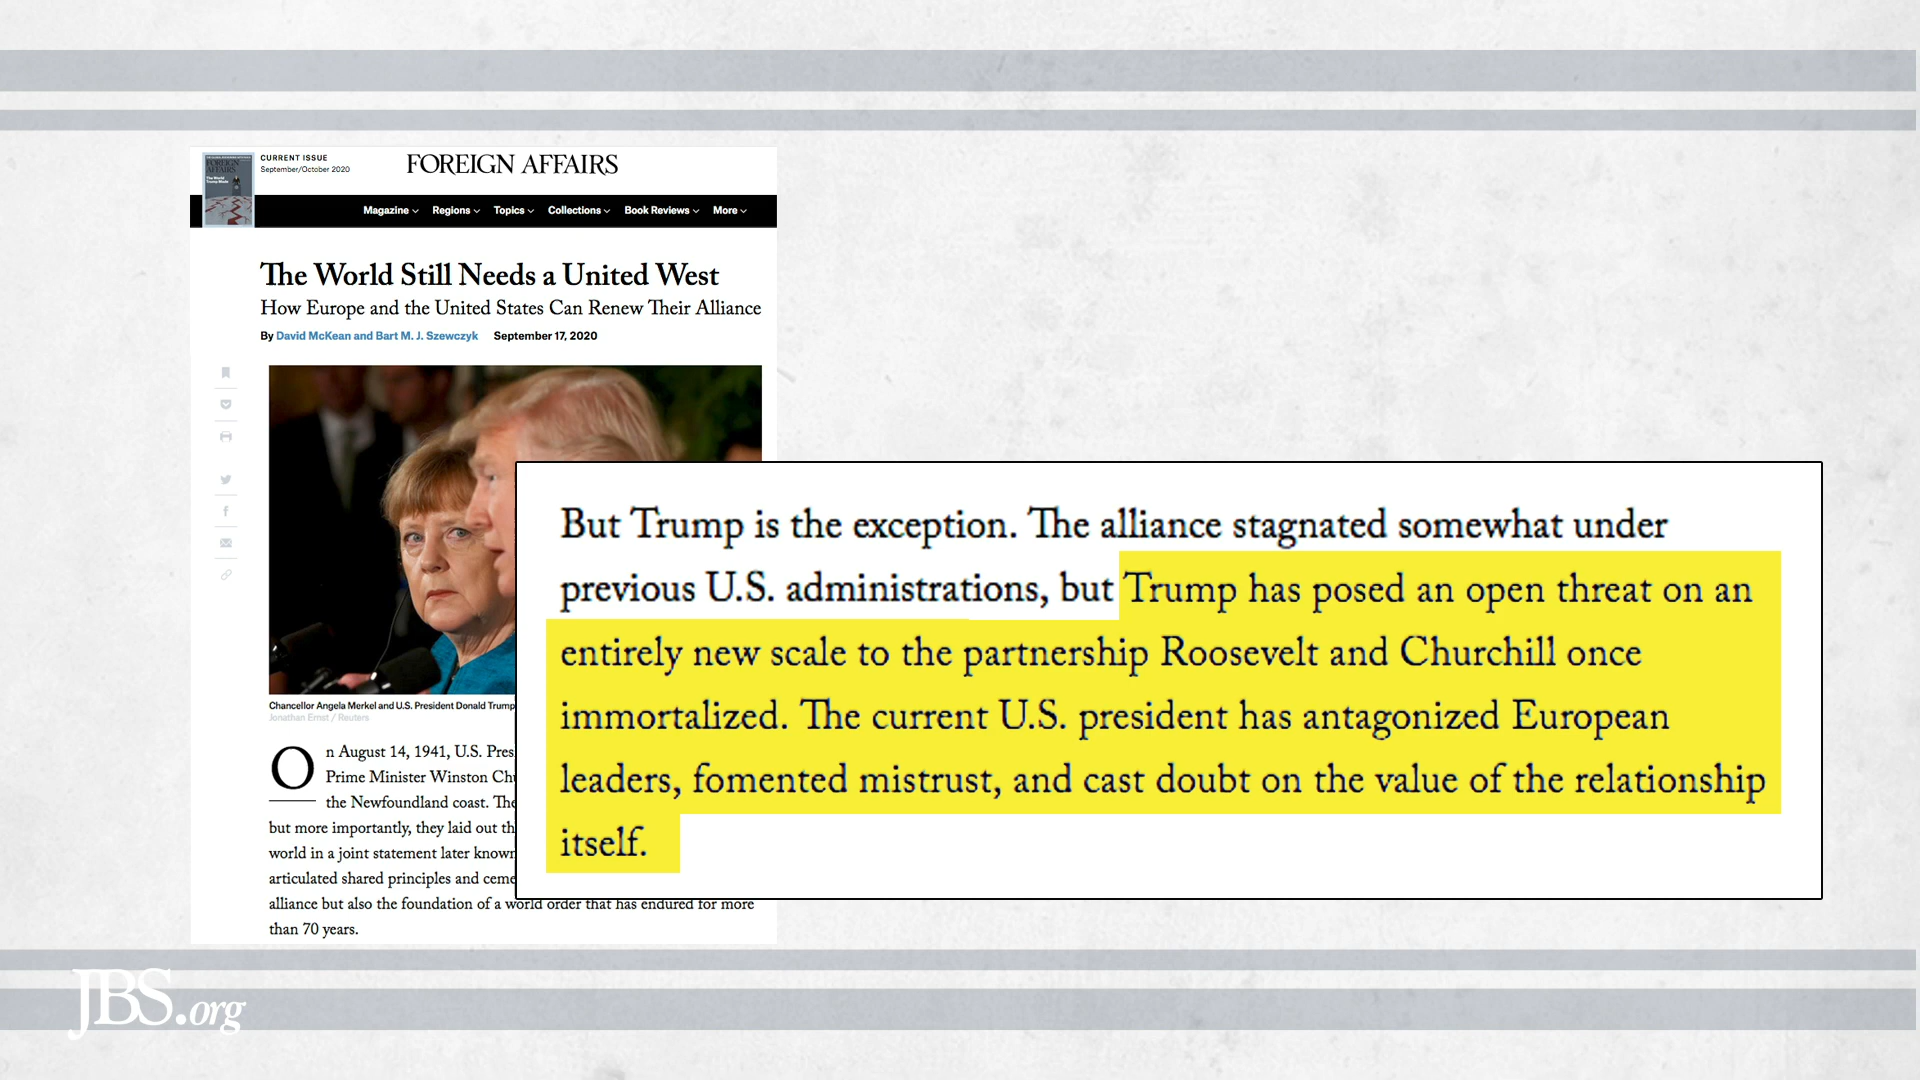 CURRENT ISSUE
September/October 2020
FOREIGN AFFAIRS
Magazine Regions Topics Collections Book Reviews More
The World Still Needs a United West
How Europe and the United States Can Renew Their Alliance
By David McKean and Bart M. J. Szewczyk September 17, 2020
Chancellor Angela Merkel and U.S. President Donald Trump
Jonathan Ernst / Reuters
On August 14, 1941, U.S. Pres
Prime Minister Winston Chu
the Newfoundland coast. The
but more importantly, they laid out th
world in a joint statement later known
articulated shared principles and ceme
alliance but also the foundation of a world order that has endured for more
than 70 years.
But Trump is the exception. The alliance stagnated somewhat under
previous U.S. administrations, but Trump has posed an open threat on an
entirely new scale to the partnership Roosevelt and Churchill once
immortalized. The current U.S. president has antagonized European
leaders, fomented mistrust, and cast doubt on the value of the relationship
itself.
JBS.org